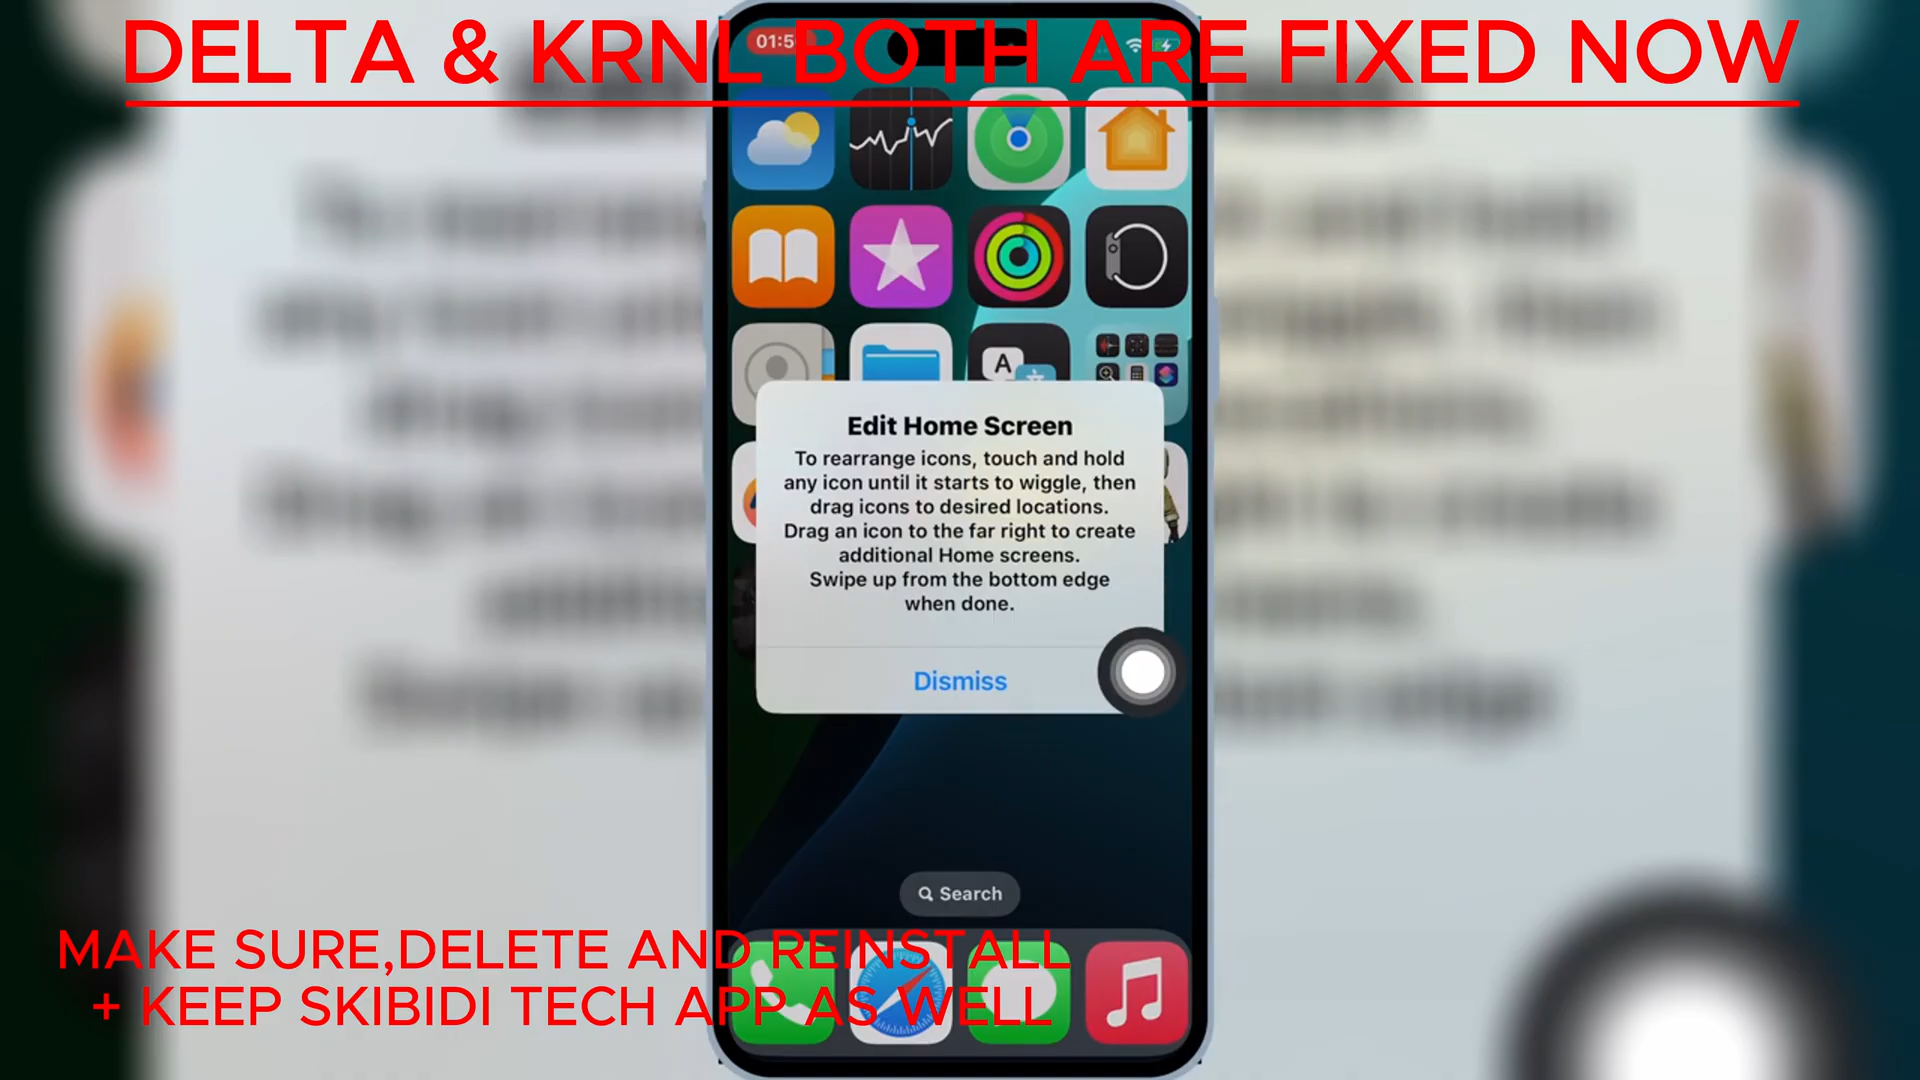 DELTA & KRNL BOTH ARE FIXED NOW
01:5
A
Edit Home Screen
To rearrange icons, touch and hold
any icon until it starts to wiggle, then
drag icons to desired locations.
Drag an icon to the far right to create
additional Home screens.
Swipe up from the bottom edge
when done.
Dismiss
Search
MAKE SURE,DELETE AND REINSTALL
+ KEEP SKIBIDI TECH APP AS WELL